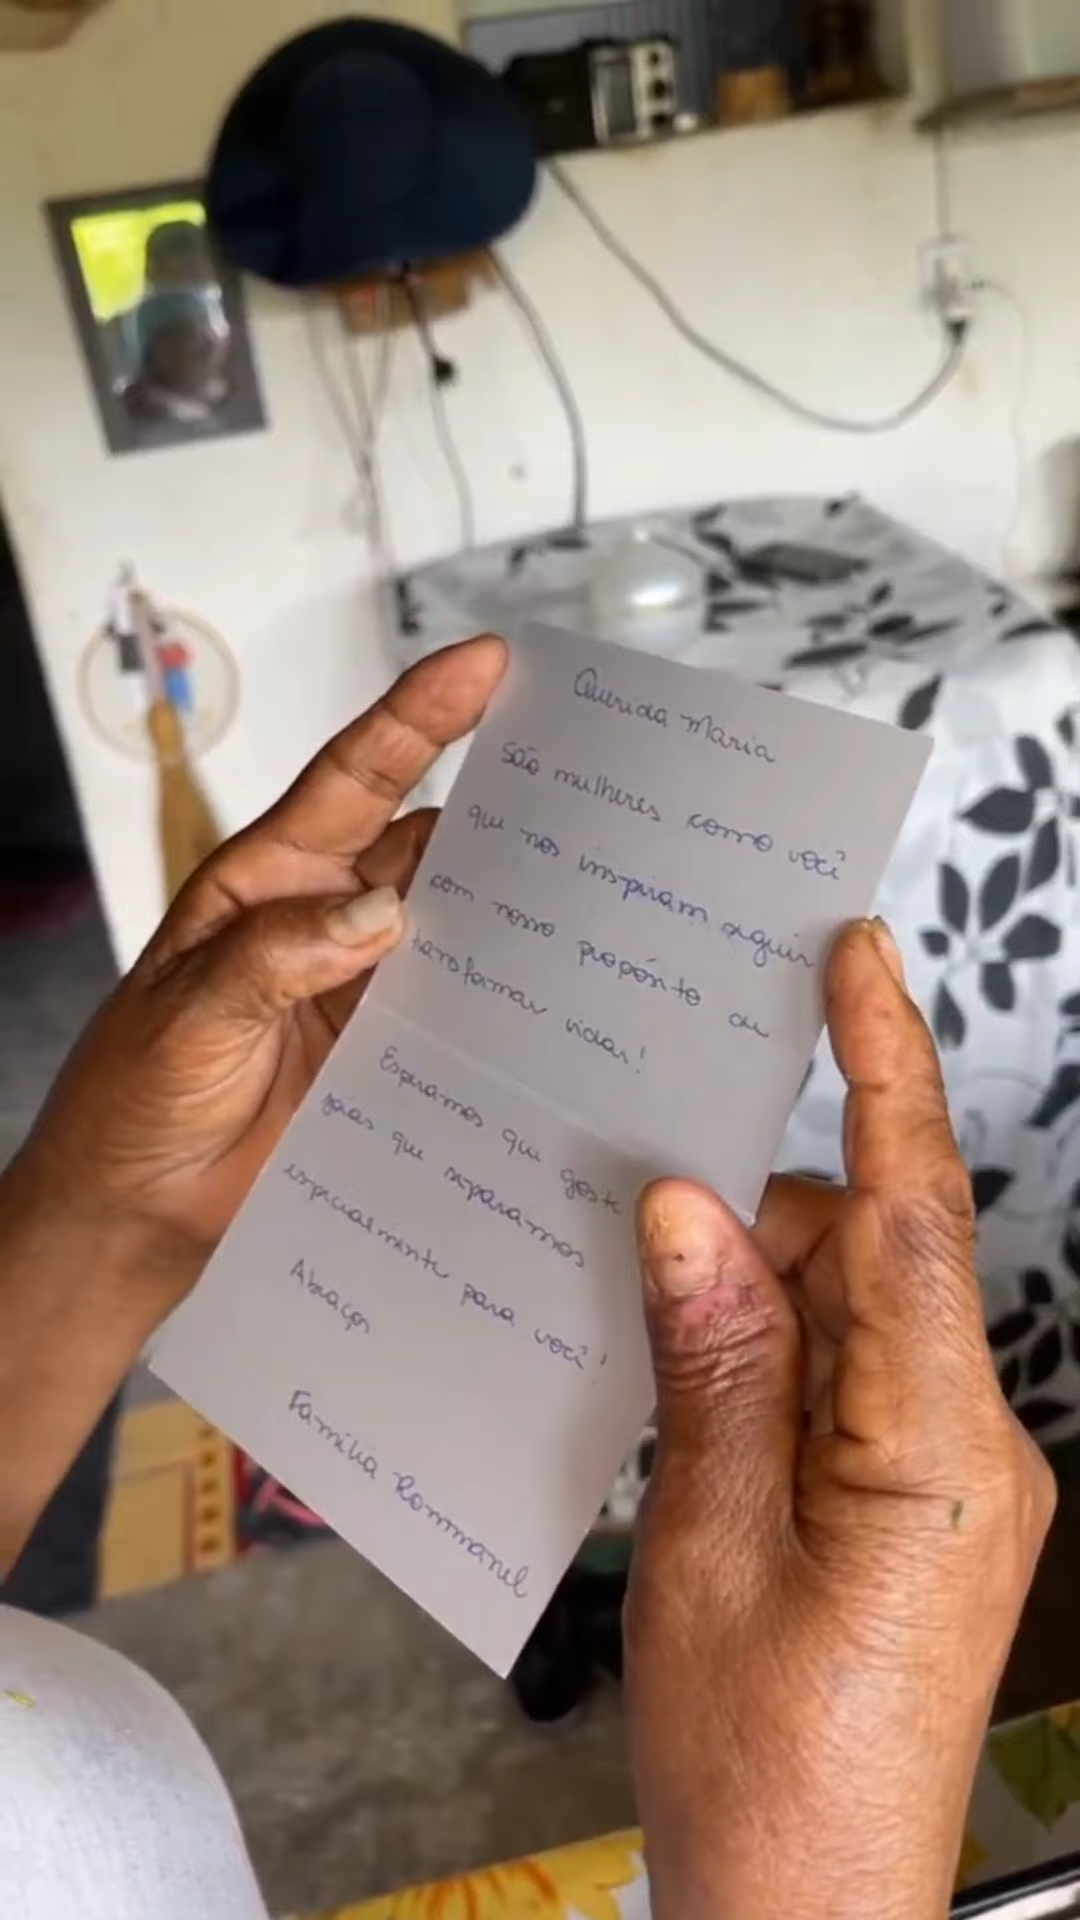 Querida Maria
são mulheres como você
que nos inspiram seguir
com nosso propósito de
transformar vidas!
Esperamos que goste
joias que separamos
especialmente para você!
Abraços
Família Rommanel